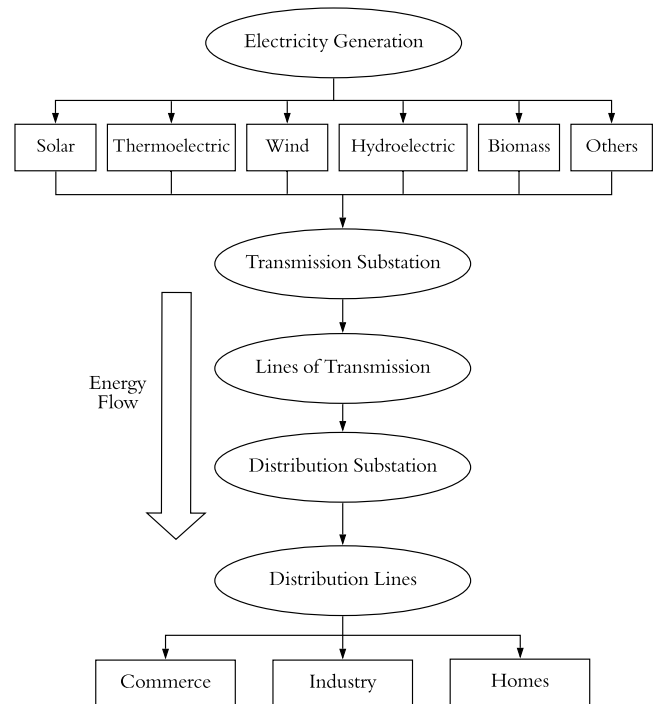 Electricity Generation
Solar
Thermoelectric
Wind
Hydroelectric
Biomass
Others
Transmission Substation
Lines of Transmission
Energy
Flow
Distribution Substation
Distribution Lines
Commerce
Industry
Homes